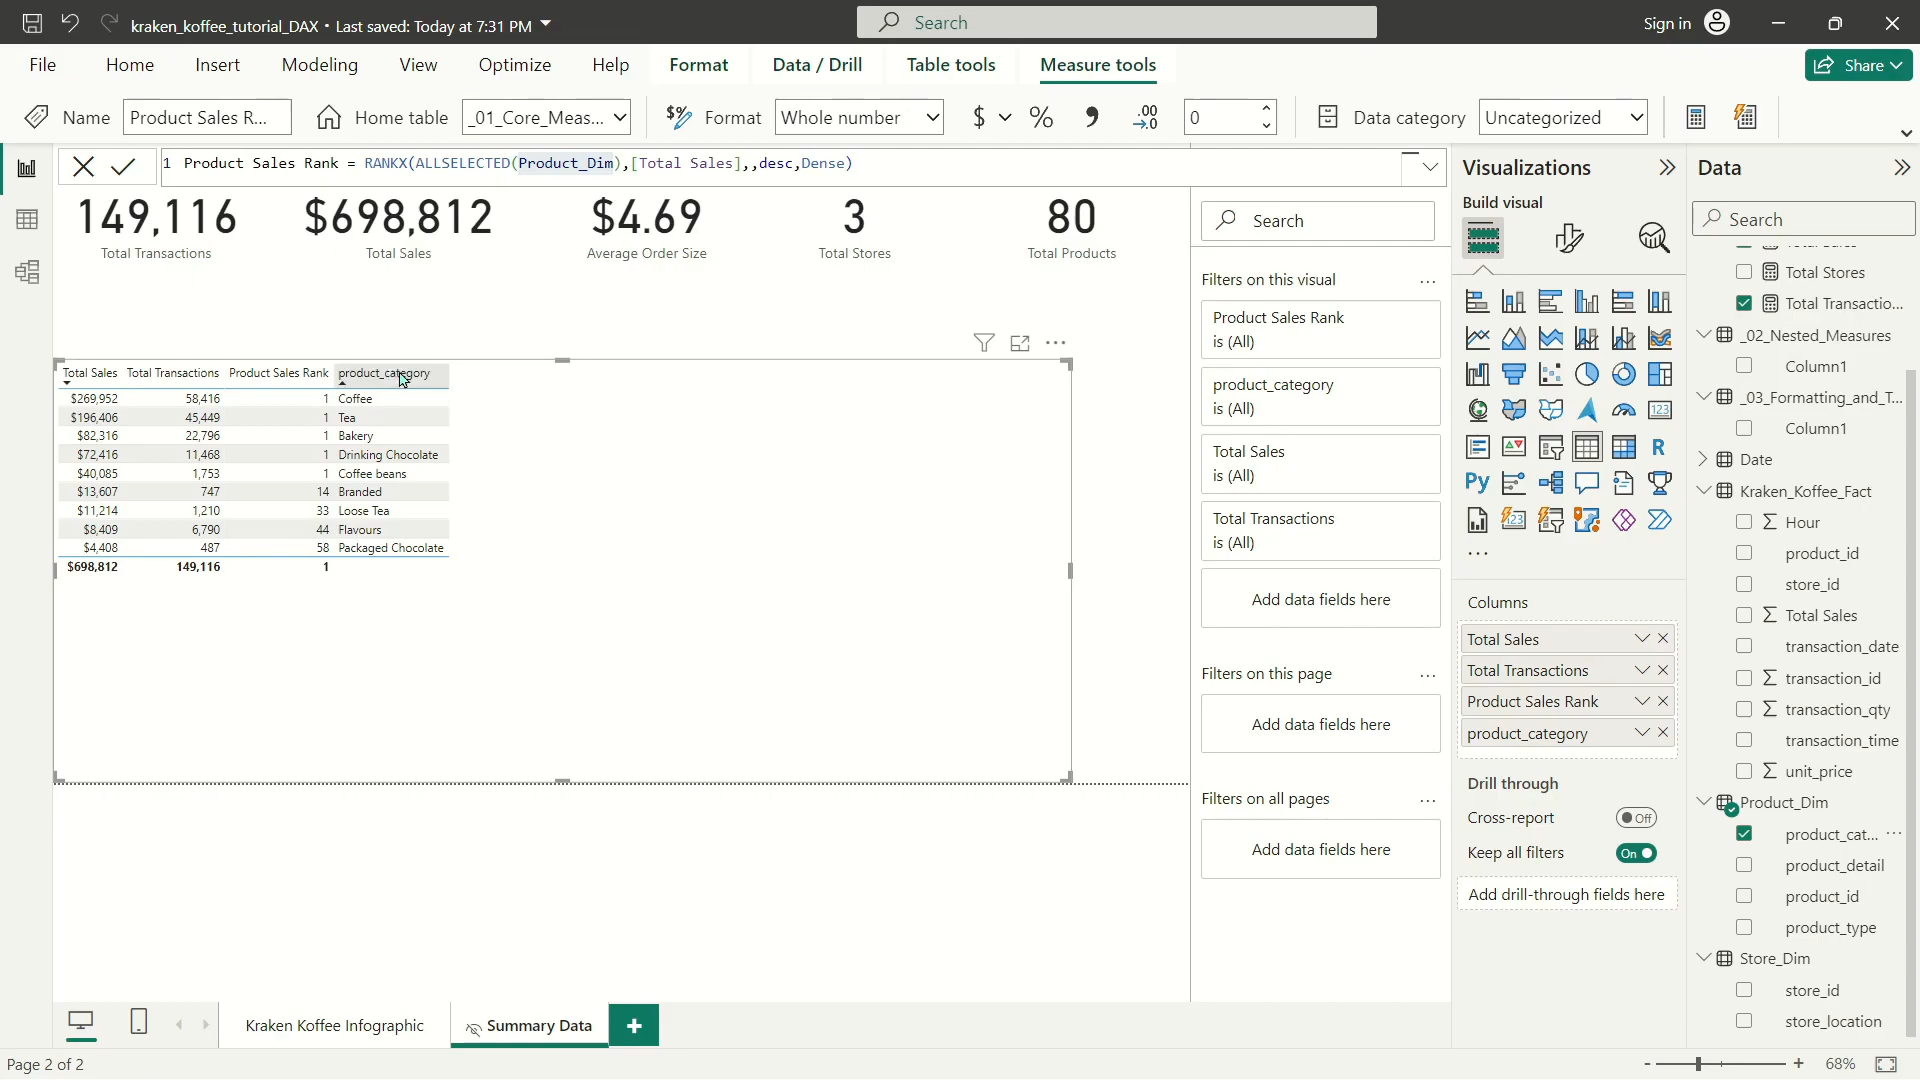 kraken_koffee_tutorial_DAX • Last saved: Today at 7:31 PM
Search
Sign in
File Home Insert Modeling View Optimize Help Format Data / Drill Table tools Measure tools
Share
Name Product Sales R... Home table _01_Core_Meas... Format Whole number $ % 0 Data category Uncategorized
1 Product Sales Rank = RANKX(ALLSELECTED(Product_Dim),[Total Sales],,desc,Dense)
149,116 $698,812 $4.69 3 80
Total Transactions Total Sales Average Order Size Total Stores Total Products
Total Sales Total Transactions Product Sales Rank product_category
$269,952 58,416 1 Coffee
$196,406 45,449 1 Tea
$82,316 22,796 1 Bakery
$72,416 11,468 1 Drinking Chocolate
$40,085 1,753 1 Coffee beans
$13,607 747 14 Branded
$11,214 1,210 33 Loose Tea
$8,409 6,790 44 Flavours
$4,408 487 58 Packaged Chocolate
$698,812 149,116 1
Search
Filters on this visual ...
Product Sales Rank
is (All)
product_category
is (All)
Total Sales
is (All)
Total Transactions
is (All)
Add data fields here
Filters on this page ...
Add data fields here
Filters on all pages ...
Add data fields here
Visualizations
Build visual
123
R
Py
123
...
Columns
Total Sales
Total Transactions
Product Sales Rank
product_category
Drill through
Cross-report Off
Keep all filters On
Add drill-through fields here
Data
Search
Total Stores
Total Transactio...
_02_Nested_Measures
Column1
_03_Formatting_and_T...
Column1
Date
Kraken_Koffee_Fact
Hour
product_id
store_id
Total Sales
transaction_date
transaction_id
transaction_qty
transaction_time
unit_price
Product_Dim
product_cat... ...
product_detail
product_id
product_type
Store_Dim
store_id
store_location
Kraken Koffee Infographic Summary Data +
Page 2 of 2
- + 68%